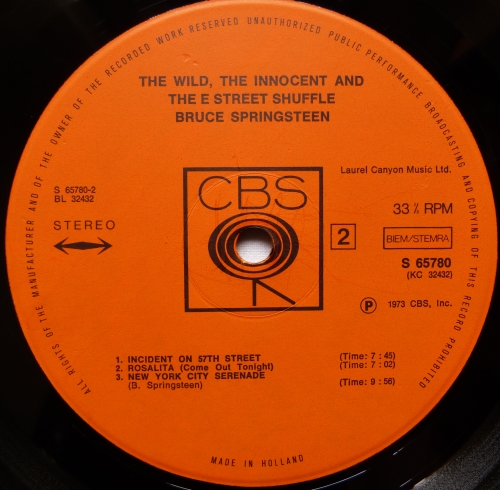 ALL RIGHTS OF THE MANUFACTURER AND OF THE OWNER OF THE RECORDED WORK RESERVED UNAUTHORIZED PUBLIC PERFORMANCE BROADCASTING AND COPYING OF THIS RECORD PROHIBITED
THE WILD, THE INNOCENT AND
THE E STREET SHUFFLE
BRUCE SPRINGSTEEN
Laurel Canyon Music Ltd.
S 65780-2
BL 32432
STEREO
CBS
2
33⅓ RPM
BIEM/STEMRA
S 65780
(KC 32432)
P 1973 CBS, Inc.
1. INCIDENT ON 57TH STREET (Time: 7 : 45)
2. ROSALITA (Come Out Tonight) (Time: 7 : 02)
3. NEW YORK CITY SERENADE (Time: 9 : 56)
(B. Springsteen)
MADE IN HOLLAND